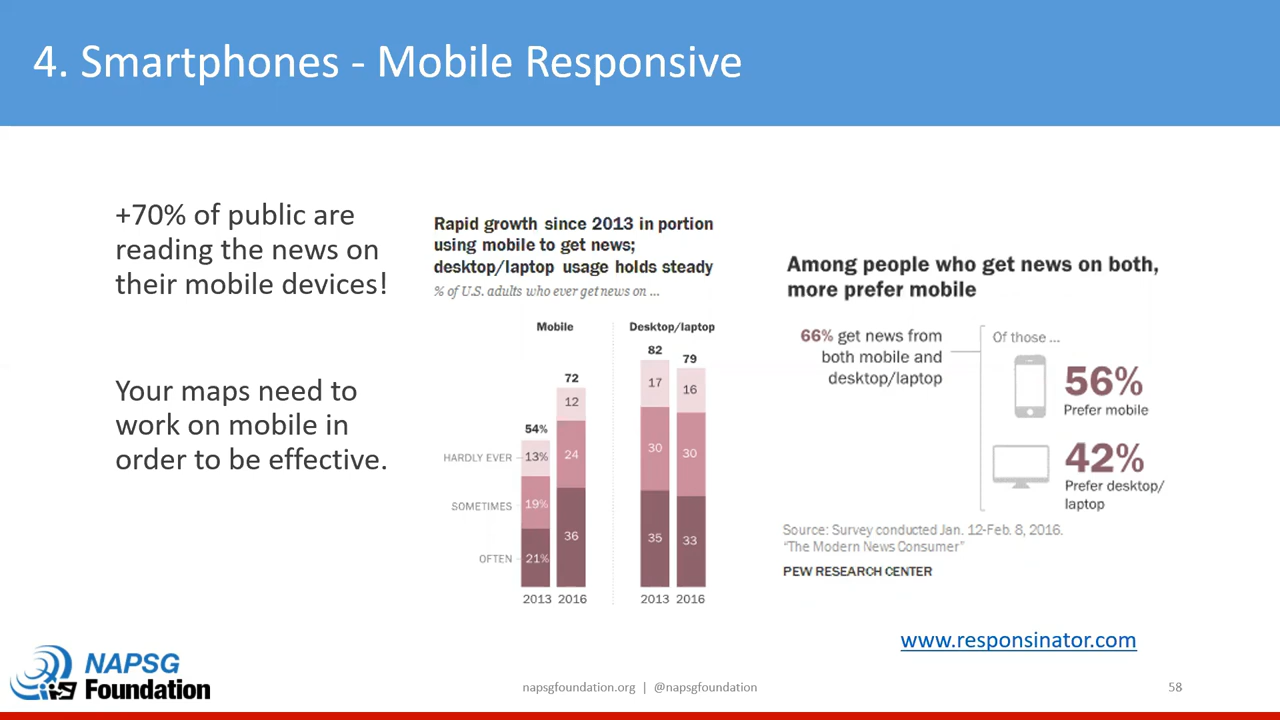 4. Smartphones - Mobile Responsive
+70% of public are
reading the news on
their mobile devices!
Your maps need to
work on mobile in
order to be effective.
Rapid growth since 2013 in portion
using mobile to get news;
desktop/laptop usage holds steady
% of U.S. adults who ever get news on ...
Mobile
Desktop/laptop
54%
72
82
79
HARDLY EVER
13%
12
17
16
SOMETIMES
19%
24
30
30
OFTEN
21%
36
35
33
2013 2016
2013 2016
Among people who get news on both,
more prefer mobile
66% get news from
both mobile and
desktop/laptop
Of those ...
56%
Prefer mobile
42%
Prefer desktop/
laptop
Source: Survey conducted Jan. 12-Feb. 8, 2016.
“The Modern News Consumer”
PEW RESEARCH CENTER
www.responsinator.com
NAPSG
Foundation
napsgfoundation.org | @napsgfoundation
58